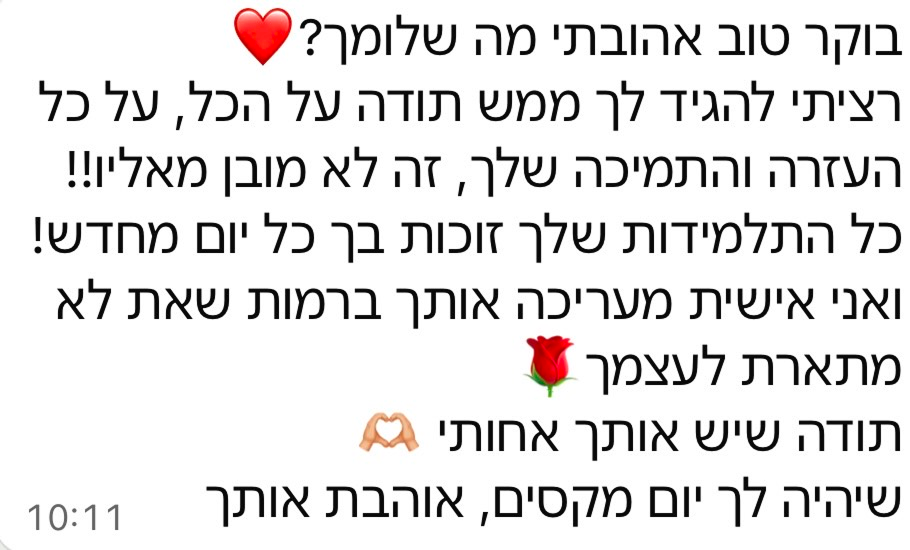 בוקר טוב אהובתי מה שלומך?❤️
רציתי להגיד לך ממש תודה על הכל, על כל
העזרה והתמיכה שלך, זה לא מובן מאליו!!
כל התלמידות שלך זוכות בך כל יום מחדש!
ואני אישית מעריכה אותך ברמות שאת לא
מתארת לעצמך🌹
תודה שיש אותך אחותי 🫶🏼
שיהיה לך יום מקסים, אוהבת אותך
10:11